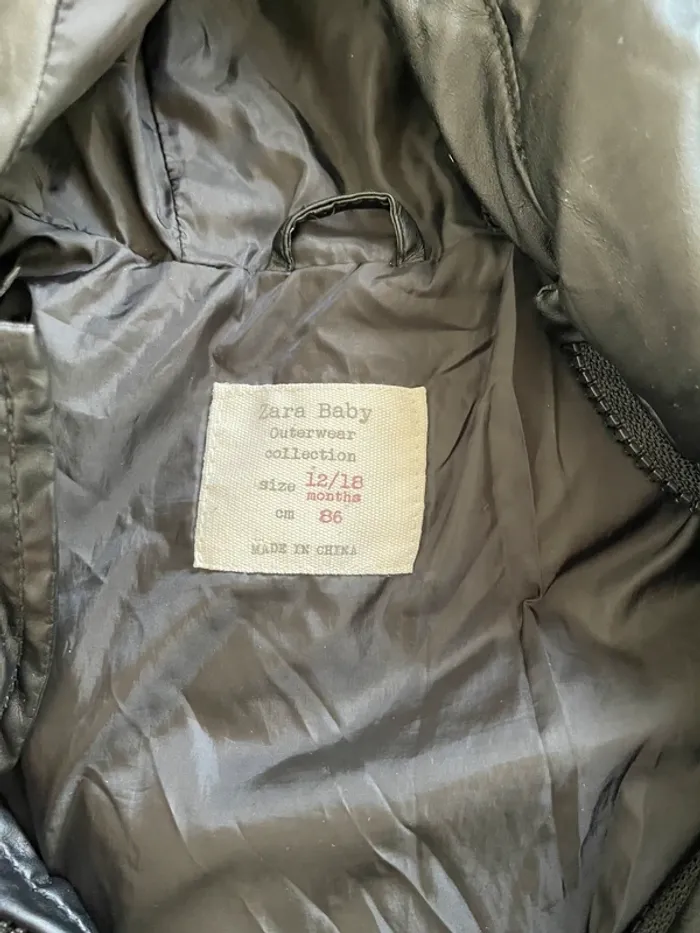 Zara Baby
Outerwear
collection
size 12/18
months
cm 86
MADE IN CHINA